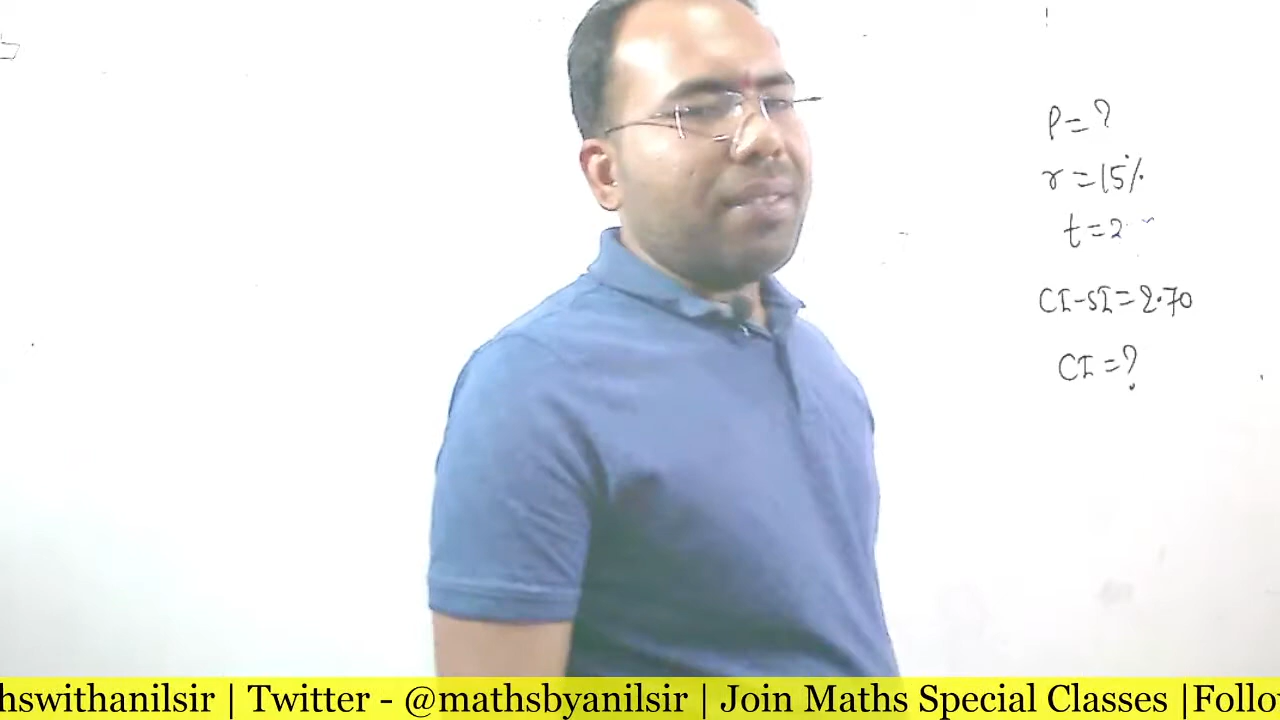 P = ?
r = 15%
t = 2
CI-SI = 2.70
CI = ?
hswithanilsir | Twitter - @mathsbyanilsir | Join Maths Special Classes |Follo